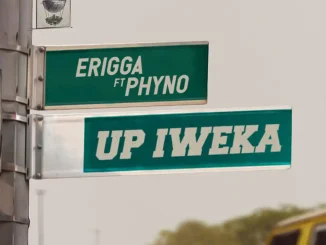 ERIGGA
FT PHYNO
UP IWEKA